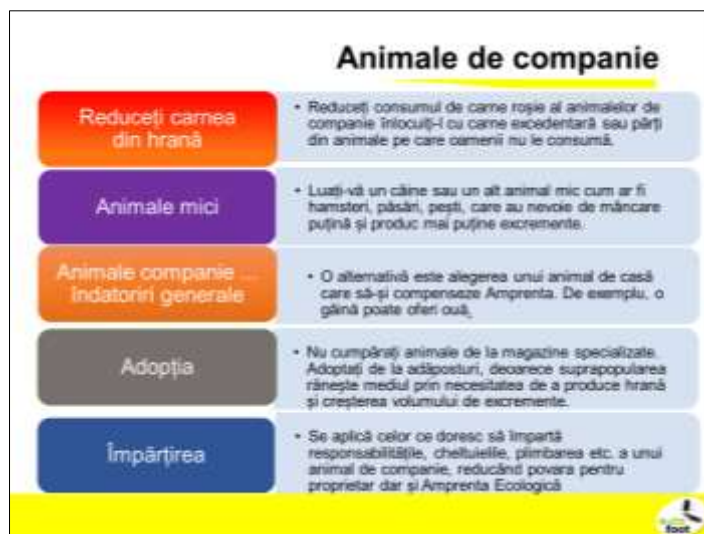 Animale de companie
Reduceți carnea
din hrană
• Reduceți consumul de carne roșie al animalelor de
companie înlocuiți-l cu carne excedentară sau părți
din animale pe care oamenii nu le consumă.
Animale mici
• Luați-vă un câine sau un alt animal mic cum ar fi
hamsteri, păsări, pești, care au nevoie de mâncare
puțină și produc mai puține excremente.
Animale companie ...
îndatoriri generale
• O alternativă este alegerea unui animal de casă
care să-și compenseze Amprenta. De exemplu, o
găină poate oferi ouă.
Adopția
• Nu cumpărați animale de la magazine specializate.
Adoptați de la adăposturi, deoarece suprapopularea
rănește mediul prin necesitatea de a produce hrană
și creșterea volumului de excremente.
Împărțirea
• Se aplică celor ce doresc să împartă
responsabilitățile, cheltuielile, plimbarea etc. a unui
animal de companie, reducând povara pentru
proprietar dar și Amprenta Ecologică
foot